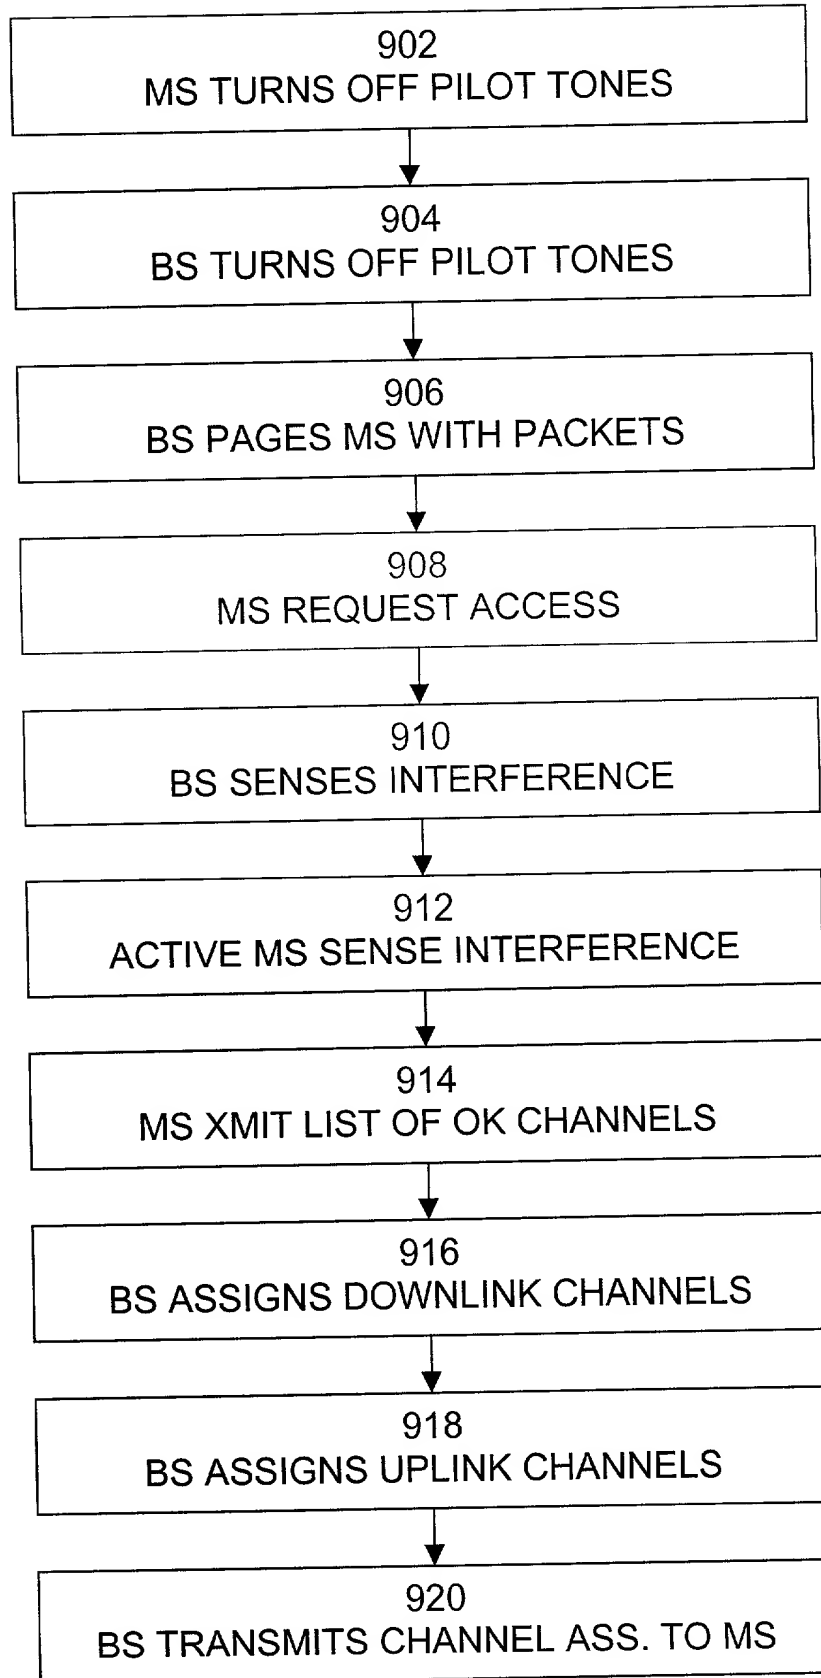 902
MS TURNS OFF PILOT TONES
904
BS TURNS OFF PILOT TONES
906
BS PAGES MS WITH PACKETS
908
MS REQUEST ACCESS
910
BS SENSES INTERFERENCE
912
ACTIVE MS SENSE INTERFERENCE
914
MS XMIT LIST OF OK CHANNELS
916
BS ASSIGNS DOWNLINK CHANNELS
918
BS ASSIGNS UPLINK CHANNELS
920
BS TRANSMITS CHANNEL ASS. TO MS